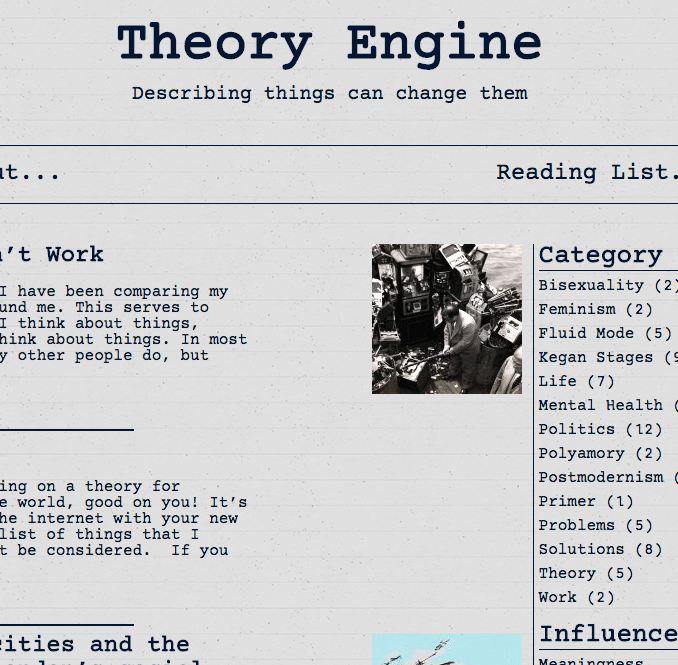 Theory Engine
Describing things can change them
ut...
Reading List.
't Work
I have been comparing my
und me. This serves to
I think about things,
hink about things. In most
y other people do, but
ing on a theory for
e world, good on you! It's
he internet with your new
list of things that I
t be considered.  If you
cities and the
Category
Bisexuality (2)
Feminism (2)
Fluid Mode (5)
Kegan Stages (9
Life (7)
Mental Health (
Politics (12)
Polyamory (2)
Postmodernism (
Primer (1)
Problems (5)
Solutions (8)
Theory (5)
Work (2)
Influence
Meaningness